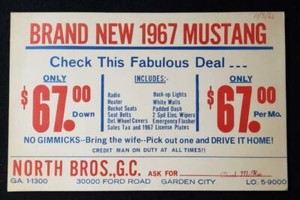 BRAND NEW 1967 MUSTANG
Check This Fabulous Deal ---
ONLY
$67.00
Down
INCLUDES:-
Radio
Heater
Bucket Seats
Seat Belts
Del. Wheel Covers
Back-up Lights
White Walls
Padded Dash
2 Spd Elec. Wipers
Emergency Flasher
Sales Tax and 1967 License Plates
ONLY
$67.00
Per Mo.
NO GIMMICKS--Bring the wife--Pick out one and DRIVE IT HOME!
CREDIT MAN ON DUTY AT ALL TIMES!!
NORTH BROS., G.C. ASK FOR
GA. 1-1300 30000 FORD ROAD GARDEN CITY LO. 5-9000